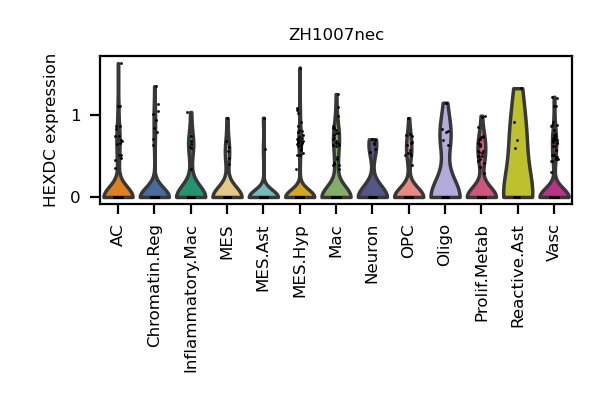 ZH1007nec
HEXDC expression
1
0
AC
Chromatin.Reg
Inflammatory.Mac
MES
MES.Ast
MES.Hyp
Mac
Neuron
OPC
Oligo
Prolif.Metab
Reactive.Ast
Vasc